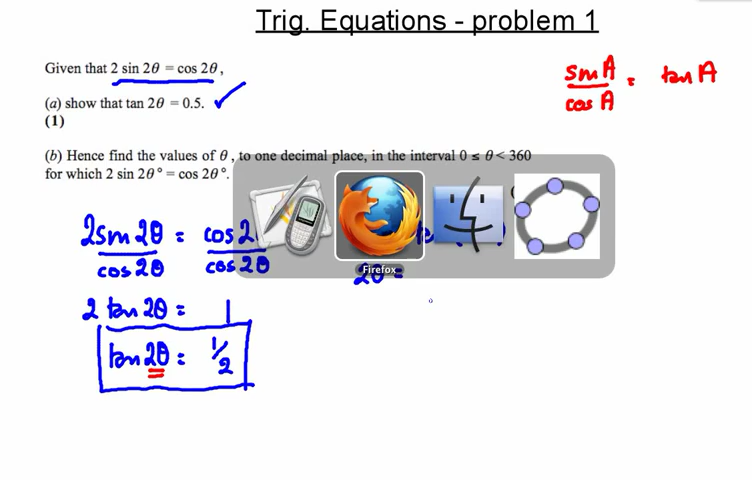 Trig. Equations - problem 1
Given that 2 sin 2θ = cos 2θ,
sin A / cos A = tan A
(a) show that tan 2θ = 0.5.
(1)
(b) Hence find the values of θ, to one decimal place, in the interval 0 ≤ θ < 360
for which 2 sin 2θ° = cos 2θ°.
2sin 2θ / cos 2θ = cos 2 / cos 2θ
2θ =
Firefox
2 tan 2θ = 1
tan 2θ = 1/2